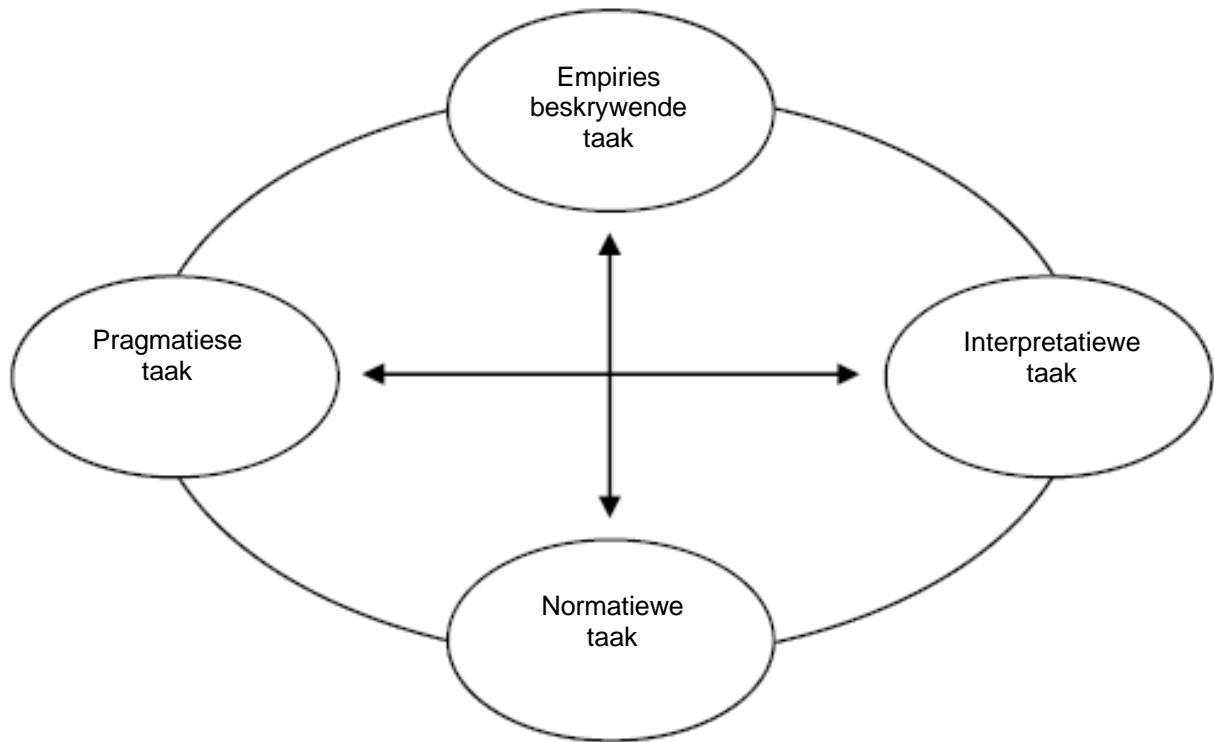 Empiries
beskrywende
taak
Pragmatiese
taak
Interpretatiewe
taak
Normatiewe
taak